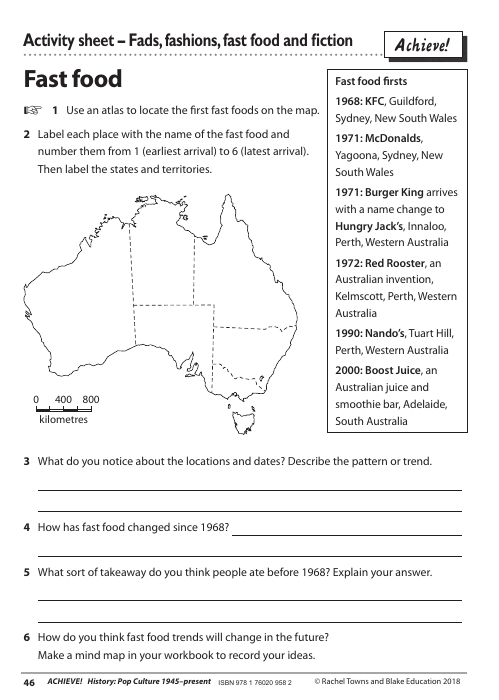 Activity sheet – Fads, fashions, fast food and fiction
Achieve!
Fast food
1 Use an atlas to locate the first fast foods on the map.
2 Label each place with the name of the fast food and
number them from 1 (earliest arrival) to 6 (latest arrival).
Then label the states and territories.
Fast food firsts
1968: KFC, Guildford,
Sydney, New South Wales
1971: McDonalds,
Yagoona, Sydney, New
South Wales
1971: Burger King arrives
with a name change to
Hungry Jack's, Innaloo,
Perth, Western Australia
1972: Red Rooster, an
Australian invention,
Kelmscott, Perth, Western
Australia
1990: Nando's, Tuart Hill,
Perth, Western Australia
2000: Boost Juice, an
Australian juice and
smoothie bar, Adelaide,
South Australia
0 400 800
kilometres
3 What do you notice about the locations and dates? Describe the pattern or trend.
4 How has fast food changed since 1968?
5 What sort of takeaway do you think people ate before 1968? Explain your answer.
6 How do you think fast food trends will change in the future?
Make a mind map in your workbook to record your ideas.
46 ACHIEVE! History: Pop Culture 1945–present ISBN 978 1 76020 958 2 © Rachel Towns and Blake Education 2018